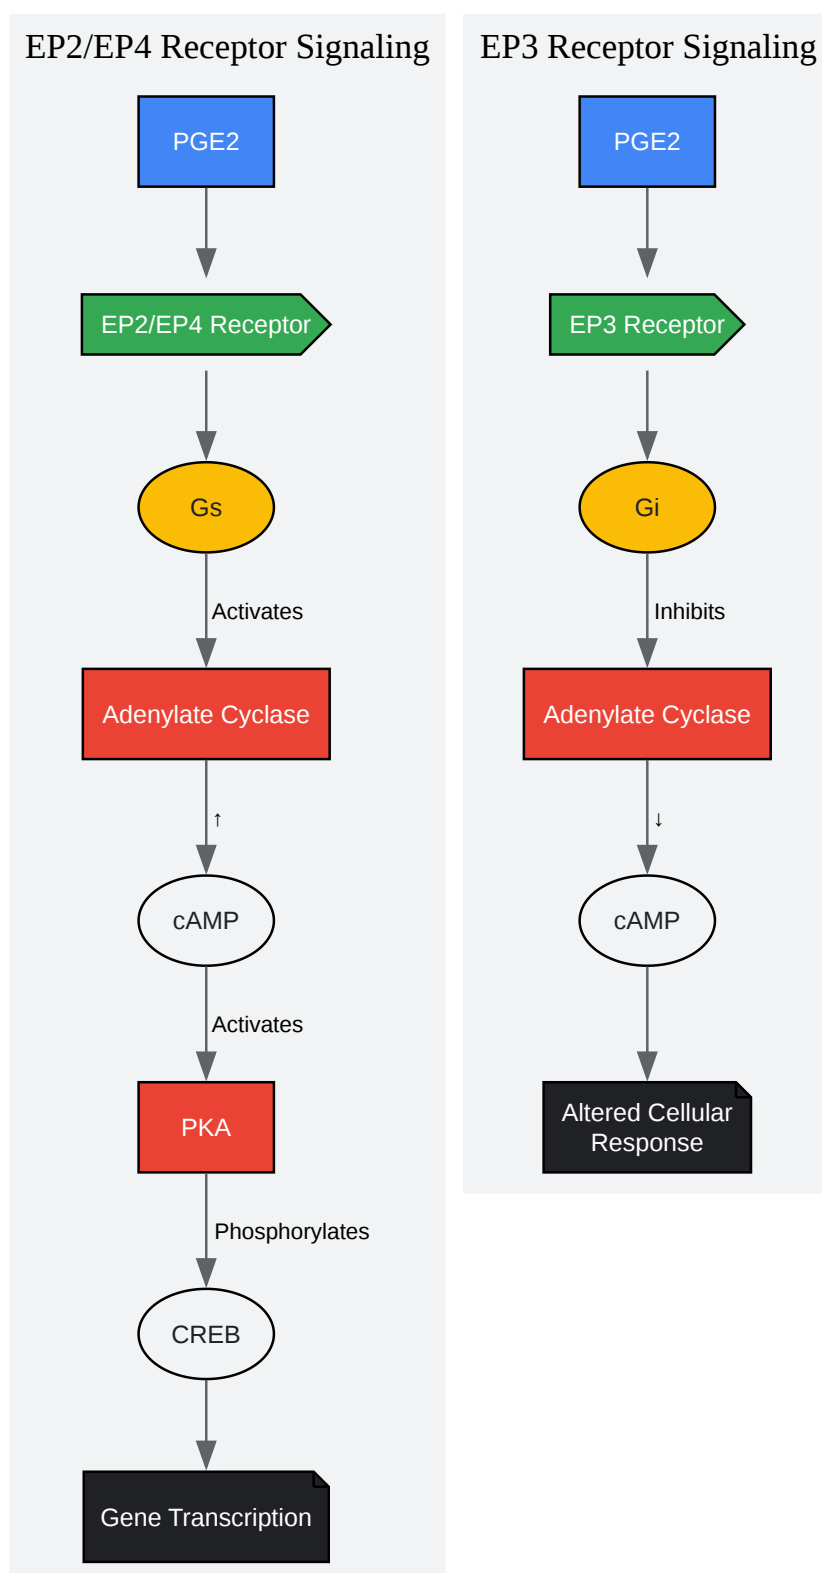 EP2/EP4 Receptor Signaling
PGE2
EP2/EP4 Receptor
Gs
Activates
Adenylate Cyclase
↑
cAMP
Activates
PKA
Phosphorylates
CREB
Gene Transcription
EP3 Receptor Signaling
PGE2
EP3 Receptor
Gi
Inhibits
Adenylate Cyclase
↓
cAMP
Altered Cellular
Response